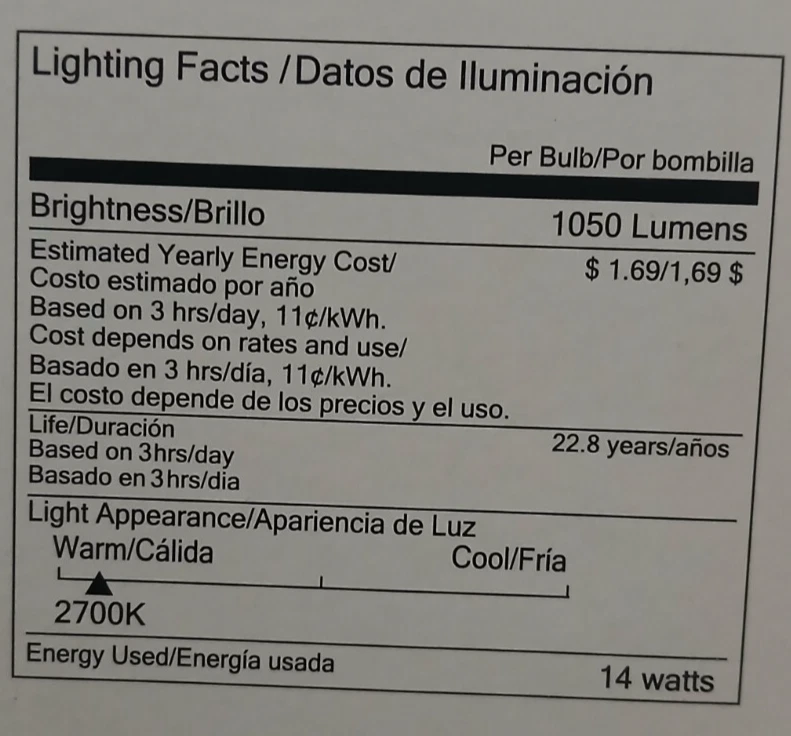 Lighting Facts /Datos de Iluminación
Per Bulb/Por bombilla
Brightness/Brillo 1050 Lumens
Estimated Yearly Energy Cost/ $ 1.69/1,69 $
Costo estimado por año
Based on 3 hrs/day, 11¢/kWh.
Cost depends on rates and use/
Basado en 3 hrs/día, 11¢/kWh.
El costo depende de los precios y el uso.
Life/Duración 22.8 years/años
Based on 3hrs/day
Basado en 3hrs/dia
Light Appearance/Apariencia de Luz
Warm/Cálida Cool/Fría
2700K
Energy Used/Energía usada 14 watts